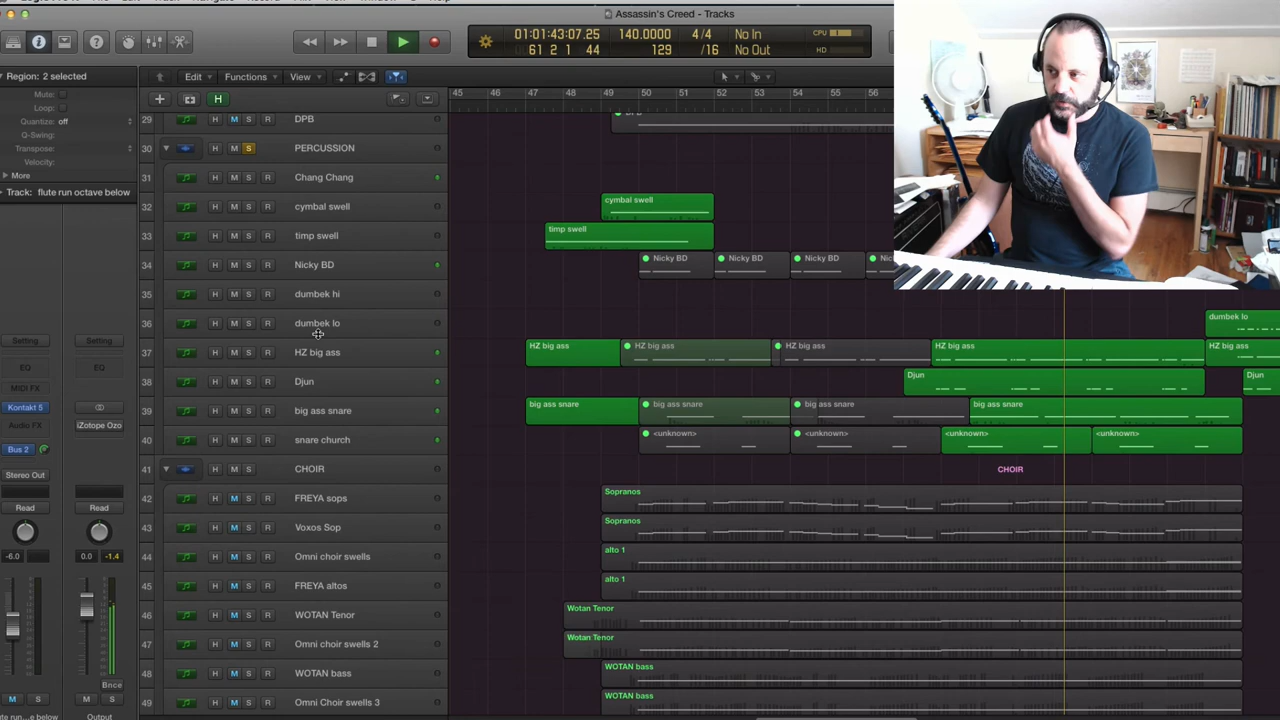 Assassin's Creed - Tracks
01:01:43:07.25 140.0000 4/4 No In CPU
61 2 1 44 129 /16 No Out HD
Region: 2 selected
Edit Functions View
Mute:
Loop:
Quantize: off
Q-Swing:
Transpose:
Velocity:
More
Track: flute run octave below
H
45 46 47 48 49 50 51 52 53 54 55 56
29 H M S R DPB
30 M S PERCUSSION
31 H M S R Chang Chang
32 H M S R cymbal swell cymbal swell
33 H M S R timp swell timp swell
34 H M S R Nicky BD Nicky BD Nicky BD Nicky BD
35 H M S R dumbek hi
36 H M S R dumbek lo dumbek lo
37 H M S R HZ big ass HZ big ass HZ big ass HZ big ass HZ big ass HZ big ass
38 H M S R Djun Djun Djun
39 H M S R big ass snare big ass snare big ass snare big ass snare big ass snare
40 H M S R snare church <unknown> <unknown> <unknown> <unknown>
41 H M S CHOIR CHOIR
42 H M S R FREYA sops Sopranos
43 H M S R Voxos Sop Sopranos
44 H M S R Omni choir swells alto 1
45 H M S R FREYA altos alto 1
46 H M S R WOTAN Tenor Wotan Tenor
47 H M S R Omni choir swells 2 Wotan Tenor
48 H M S R WOTAN bass WOTAN bass
49 H M S R Omni Choir swells 3 WOTAN bass
Setting Setting
EQ EQ
MIDI FX
Kontakt 5
Audio FX iZotope Ozo
Bus 2
Stereo Out
Read Read
-6.0 0.0 -1.4
Bnce
M S M S
Output